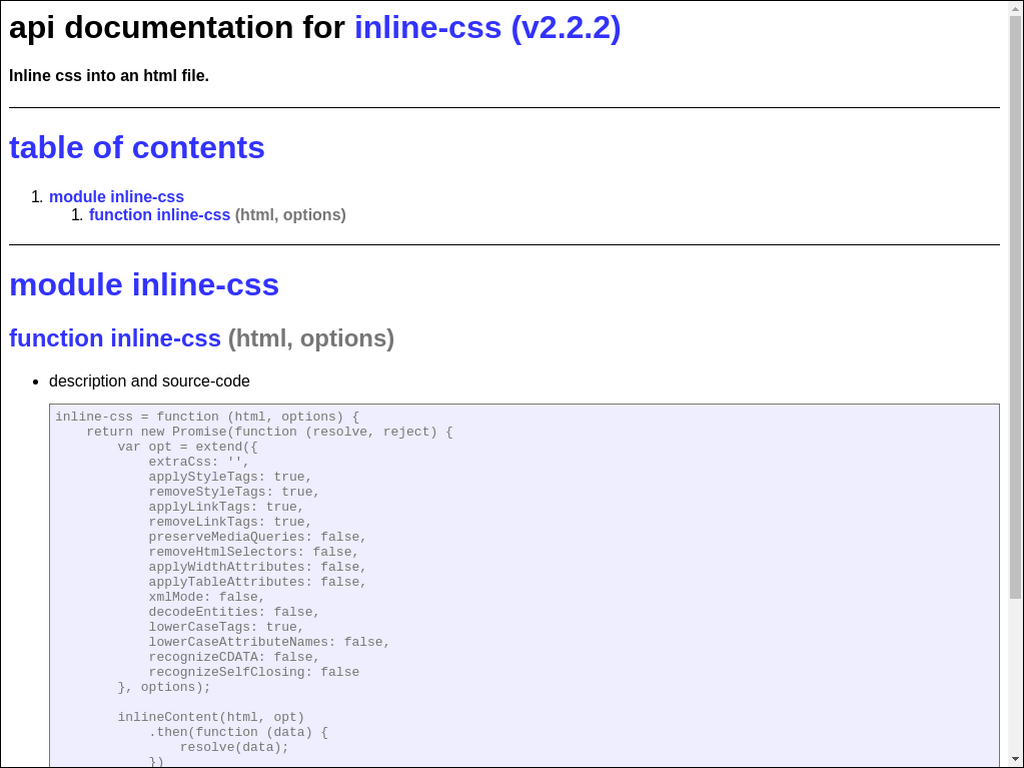 api documentation for inline-css (v2.2.2)
Inline css into an html file.
table of contents
1. module inline-css
1. function inline-css (html, options)
module inline-css
function inline-css (html, options)
• description and source-code
inline-css = function (html, options) {
    return new Promise(function (resolve, reject) {
        var opt = extend({
            extraCss: '',
            applyStyleTags: true,
            removeStyleTags: true,
            applyLinkTags: true,
            removeLinkTags: true,
            preserveMediaQueries: false,
            removeHtmlSelectors: false,
            applyWidthAttributes: false,
            applyTableAttributes: false,
            xmlMode: false,
            decodeEntities: false,
            lowerCaseTags: true,
            lowerCaseAttributeNames: false,
            recognizeCDATA: false,
            recognizeSelfClosing: false
        }, options);
        inlineContent(html, opt)
            .then(function (data) {
                resolve(data);
            })